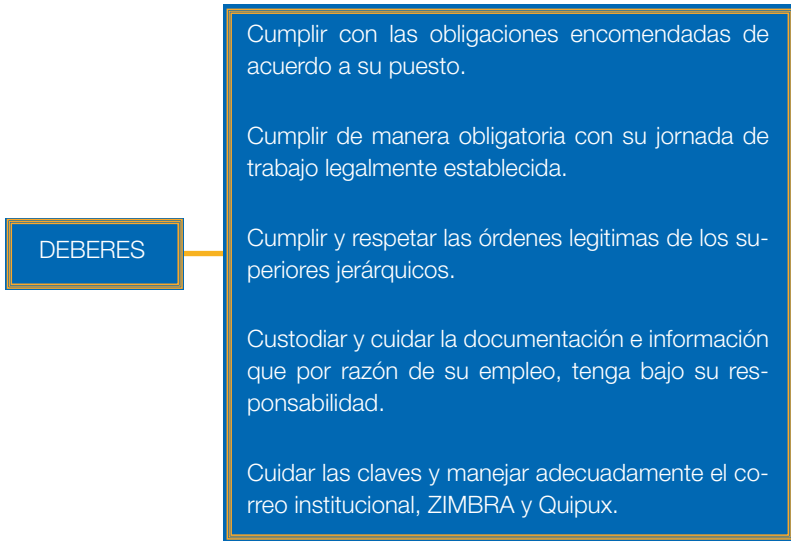 DEBERES
Cumplir con las obligaciones encomendadas de
acuerdo a su puesto.
Cumplir de manera obligatoria con su jornada de
trabajo legalmente establecida.
Cumplir y respetar las órdenes legitimas de los su-
periores jerárquicos.
Custodiar y cuidar la documentación e información
que por razón de su empleo, tenga bajo su res-
ponsabilidad.
Cuidar las claves y manejar adecuadamente el co-
rreo institucional, ZIMBRA y Quipux.